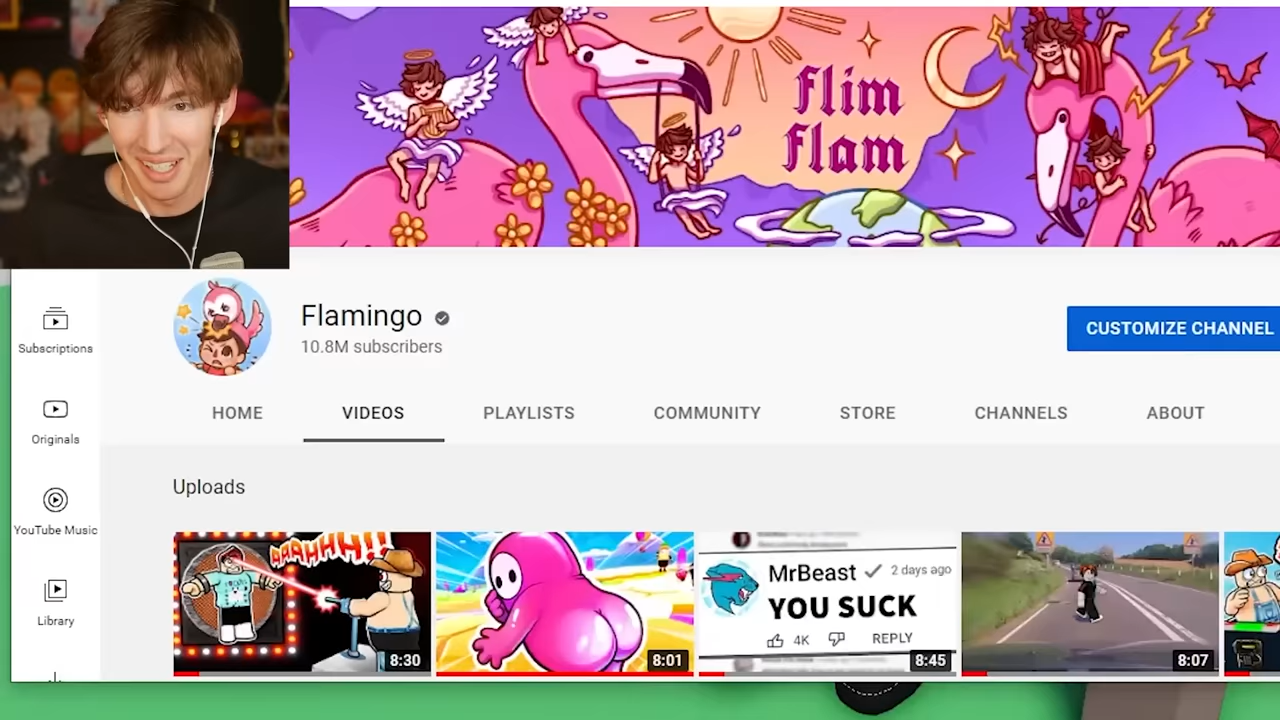 flim
flam
Flamingo
10.8M subscribers
CUSTOMIZE CHANNEL
Subscriptions
Originals
YouTube Music
Library
HOME
VIDEOS
PLAYLISTS
COMMUNITY
STORE
CHANNELS
ABOUT
Uploads
AAAHHH!!
8:30
8:01
MrBeast 2 days ago
YOU SUCK
4K REPLY
8:45
8:07